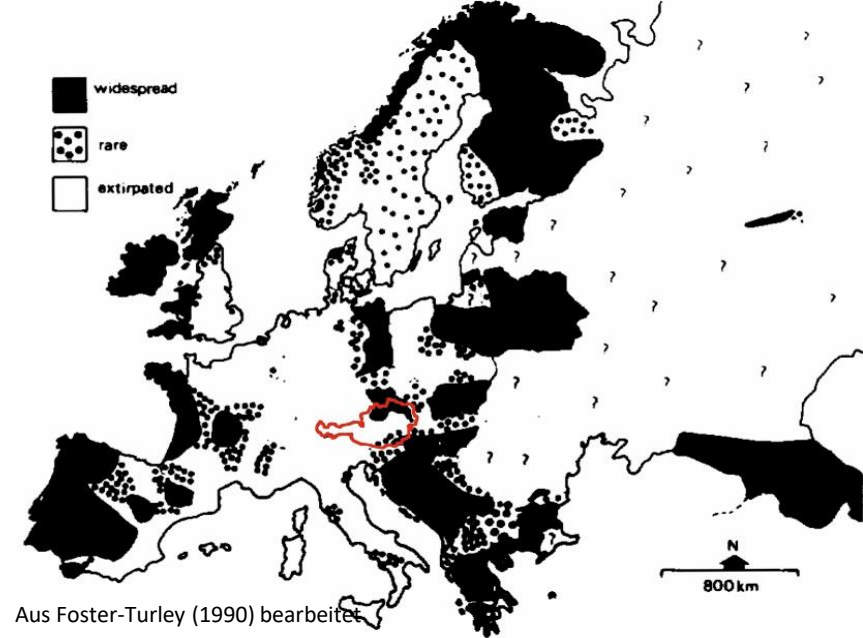 widespread
rare
extirpated
? ? ? ? ? ? ? ? ? ? ? ? ? ? ? ? ? ? ? ? ? ? ? ? ?
N
800 km
Aus Foster-Turley (1990) bearbeitet